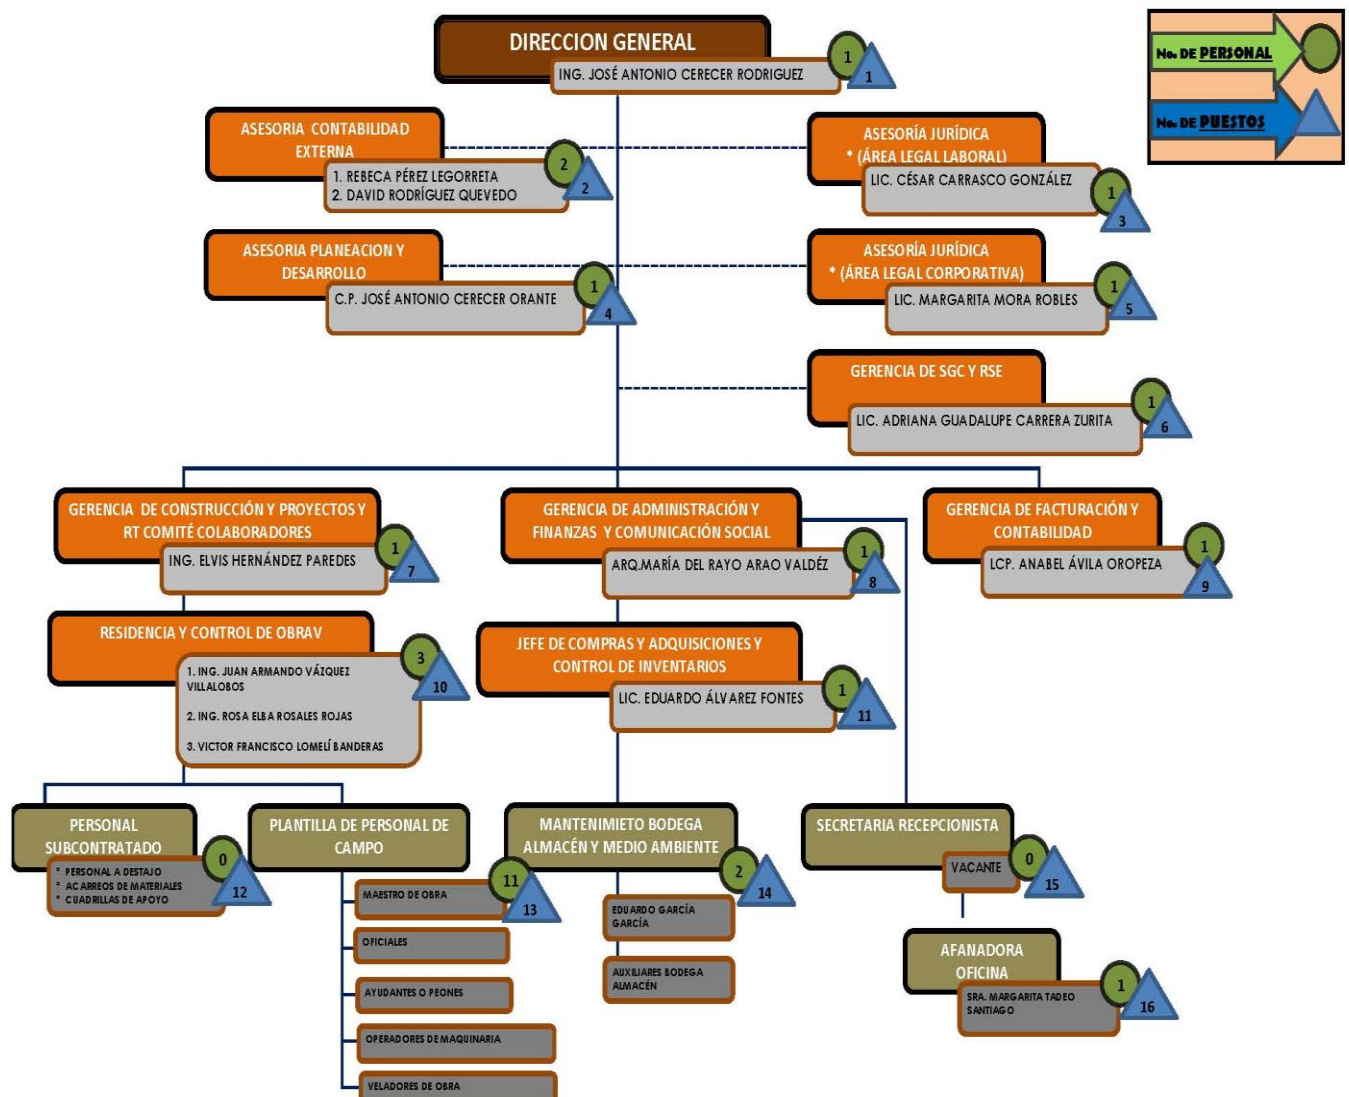 DIRECCION GENERAL
ING. JOSÉ ANTONIO CERECER RODRIGUEZ
1
1
No. DE PERSONAL
No. DE PUESTOS
ASESORIA CONTABILIDAD
EXTERNA
1. REBECA PÉREZ LEGORRETA
2. DAVID RODRÍGUEZ QUEVEDO
2
2
ASESORÍA JURÍDICA
* (ÁREA LEGAL LABORAL)
LIC. CÉSAR CARRASCO GONZÁLEZ
1
3
ASESORIA PLANEACION Y
DESARROLLO
C.P. JOSÉ ANTONIO CERECER ORANTE
1
4
ASESORÍA JURÍDICA
* (ÁREA LEGAL CORPORATIVA)
LIC. MARGARITA MORA ROBLES
1
5
GERENCIA DE SGC Y RSE
LIC. ADRIANA GUADALUPE CARRERA ZURITA
1
6
GERENCIA DE CONSTRUCCIÓN Y PROYECTOS Y
RT COMITÉ COLABORADORES
ING. ELVIS HERNÁNDEZ PAREDES
1
7
GERENCIA DE ADMINISTRACIÓN Y
FINANZAS Y COMUNICACIÓN SOCIAL
ARQ.MARÍA DEL RAYO ARAO VALDÉZ
1
8
GERENCIA DE FACTURACIÓN Y
CONTABILIDAD
LCP. ANABEL ÁVILA OROPEZA
1
9
RESIDENCIA Y CONTROL DE OBRAV
1. ING. JUAN ARMANDO VÁZQUEZ
VILLALOBOS
2. ING. ROSA ELBA ROSALES ROJAS
3. VICTOR FRANCISCO LOMELÍ BANDERAS
3
10
JEFE DE COMPRAS Y ADQUISICIONES Y
CONTROL DE INVENTARIOS
LIC. EDUARDO ÁLVAREZ FONTES
1
11
PERSONAL
SUBCONTRATADO
* PERSONAL A DESTAJO
* ACARREOS DE MATERIALES
* CUADRILLAS DE APOYO
0
12
PLANTILLA DE PERSONAL DE
CAMPO
MAESTRO DE OBRA
11
13
OFICIALES
AYUDANTES O PEONES
OPERADORES DE MAQUINARIA
VELADORES DE OBRA
MANTENIMIETO BODEGA
ALMACÉN Y MEDIO AMBIENTE
2
14
EDUARDO GARCÍA
GARCÍA
AUXILIARES BODEGA
ALMACÉN
SECRETARIA RECEPCIONISTA
VACANTE
0
15
AFANADORA
OFICINA
SRA. MARGARITA TADEO
SANTIAGO
1
16